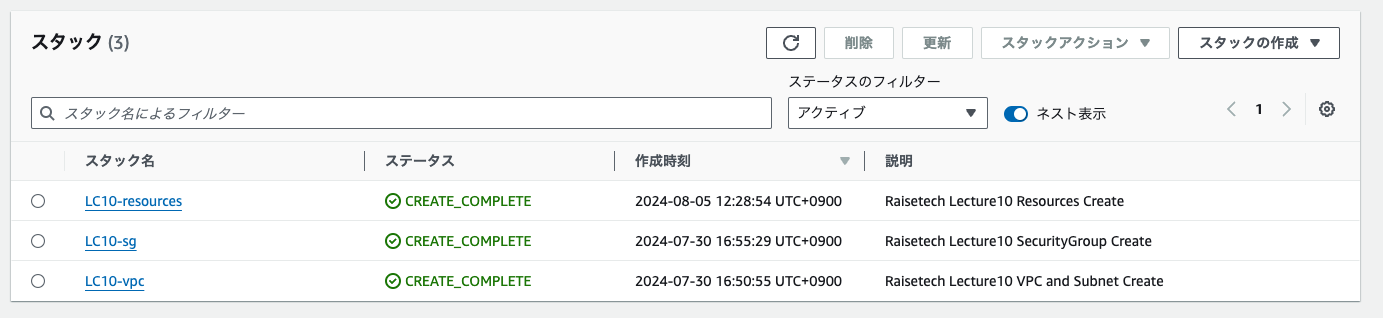 スタック (3)
削除 更新 スタックアクション スタックの作成
ステータスのフィルター
スタック名によるフィルター アクティブ ネスト表示 1
スタック名 ステータス 作成時刻 説明
LC10-resources CREATE_COMPLETE 2024-08-05 12:28:54 UTC+0900 Raisetech Lecture10 Resources Create
LC10-sg CREATE_COMPLETE 2024-07-30 16:55:29 UTC+0900 Raisetech Lecture10 SecurityGroup Create
LC10-vpc CREATE_COMPLETE 2024-07-30 16:50:55 UTC+0900 Raisetech Lecture10 VPC and Subnet Create